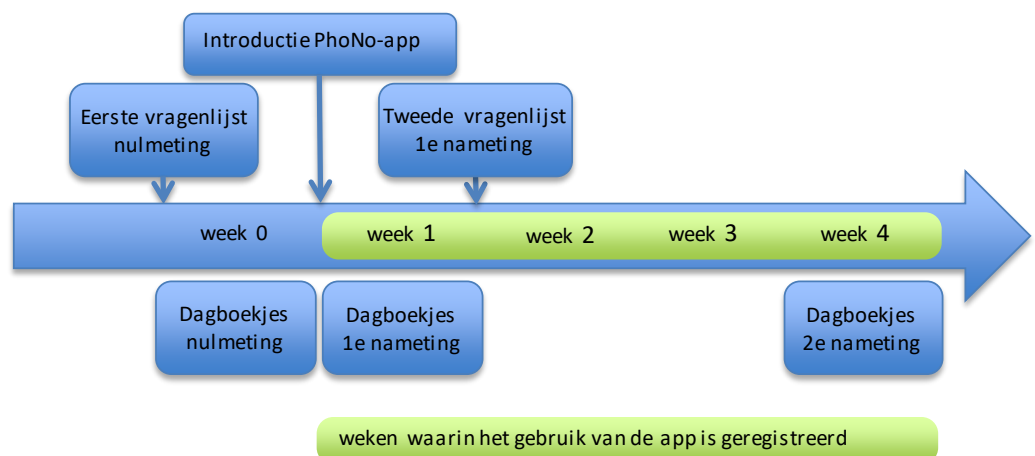 Introductie PhoNo-app
Eerste vragenlijst
nulmeting
Tweede vragenlijst
1e nameting
week 0
week 1
week 2
week 3
week 4
Dagboekjes
nulmeting
Dagboekjes
1e nameting
Dagboekjes
2e nameting
weken waarin het gebruik van de app is geregistreerd